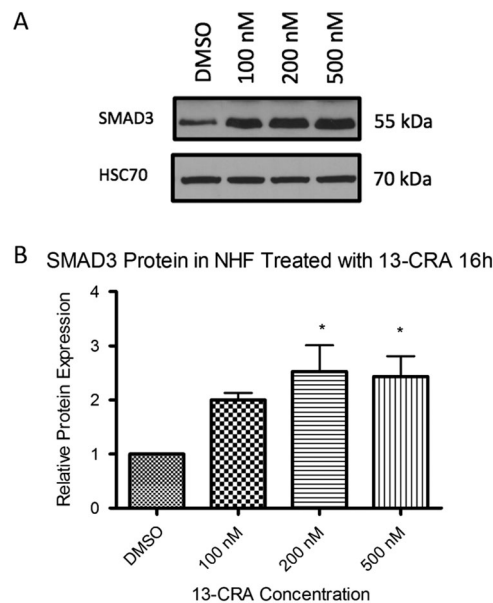 A
DMSO
100 nM
200 nM
500 nM
SMAD3
55 kDa
HSC70
70 kDa
B
SMAD3 Protein in NHF Treated with 13-CRA 16h
Relative Protein Expression
4
3
2
1
0
*
*
DMSO
100 nM
200 nM
500 nM
13-CRA Concentration